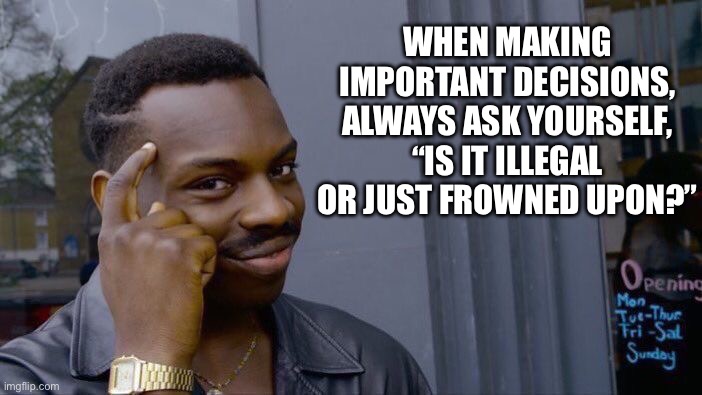 WHEN MAKING
IMPORTANT DECISIONS,
ALWAYS ASK YOURSELF,
“IS IT ILLEGAL
OR JUST FROWNED UPON?”
Opening
Mon
Tue-Thur
Fri-Sat
Sunday
imgflip.com